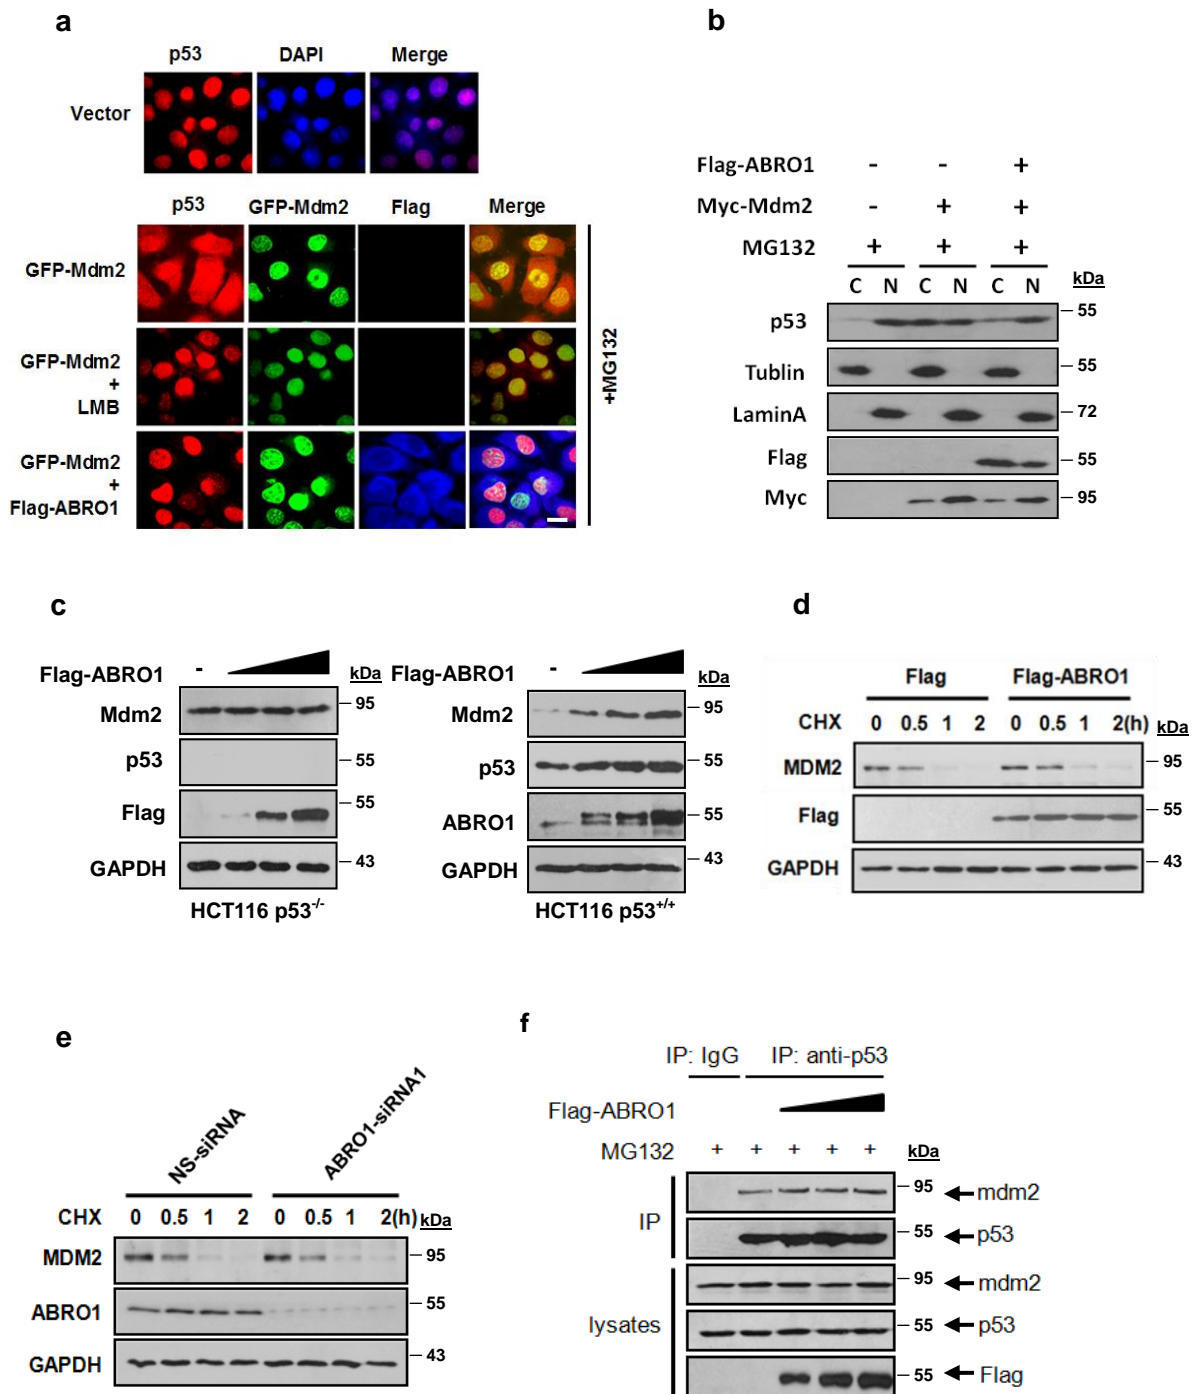 a
p53 DAPI Merge
Vector
p53 GFP-Mdm2 Flag Merge
GFP-Mdm2
GFP-Mdm2
+
LMB
GFP-Mdm2
+
Flag-ABRO1
+MG132
b
Flag-ABRO1 - - +
Myc-Mdm2 - + +
MG132 + + +
C N C N C N kDa
p53 55
Tublin 55
LaminA 72
Flag 55
Myc 95
c
Flag-ABRO1 - kDa
Mdm2 95
p53 55
Flag 55
GAPDH 43
HCT116 p53-/-
Flag-ABRO1 - kDa
Mdm2 95
p53 55
ABRO1 55
GAPDH 43
HCT116 p53+/+
d
Flag Flag-ABRO1
CHX 0 0.5 1 2 0 0.5 1 2(h) kDa
MDM2 95
Flag 55
GAPDH 43
e
NS-siRNA ABRO1-siRNA1
CHX 0 0.5 1 2 0 0.5 1 2(h) kDa
MDM2 95
ABRO1 55
GAPDH 43
f
IP: IgG IP: anti-p53
Flag-ABRO1
MG132 + + + + + kDa
IP
95 mdm2
55 p53
lysates
95 mdm2
55 p53
55 Flag